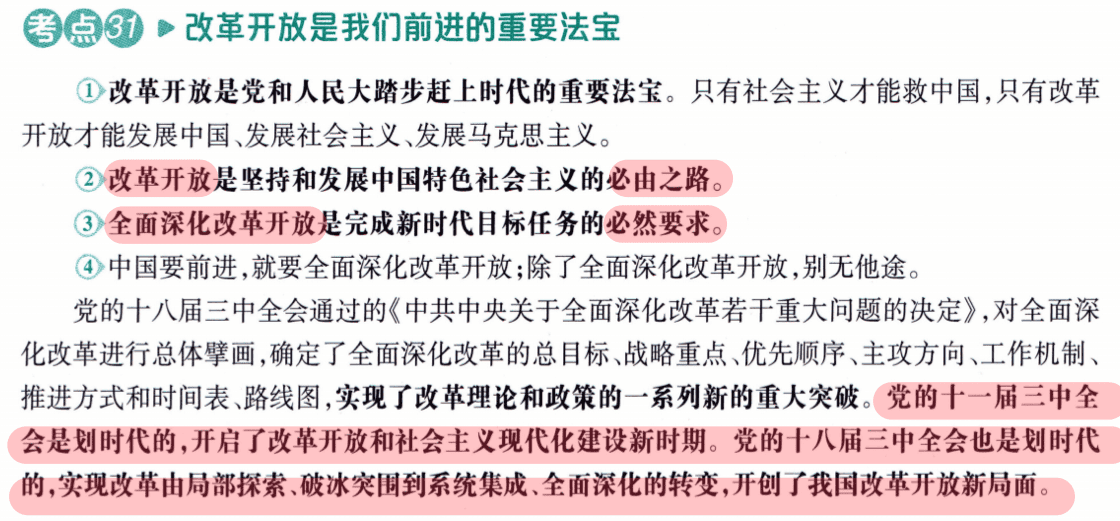 考点31 ▶ 改革开放是我们前进的重要法宝
①改革开放是党和人民大踏步赶上时代的重要法宝。只有社会主义才能救中国,只有改革
开放才能发展中国、发展社会主义、发展马克思主义。
②改革开放是坚持和发展中国特色社会主义的必由之路。
③全面深化改革开放是完成新时代目标任务的必然要求。
④中国要前进,就要全面深化改革开放;除了全面深化改革开放,别无他途。
党的十八届三中全会通过的《中共中央关于全面深化改革若干重大问题的决定》,对全面深
化改革进行总体擘画,确定了全面深化改革的总目标、战略重点、优先顺序、主攻方向、工作机制、
推进方式和时间表、路线图,实现了改革理论和政策的一系列新的重大突破。党的十一届三中全
会是划时代的,开启了改革开放和社会主义现代化建设新时期。党的十八届三中全会也是划时代
的,实现改革由局部探索、破冰突围到系统集成、全面深化的转变,开创了我国改革开放新局面。